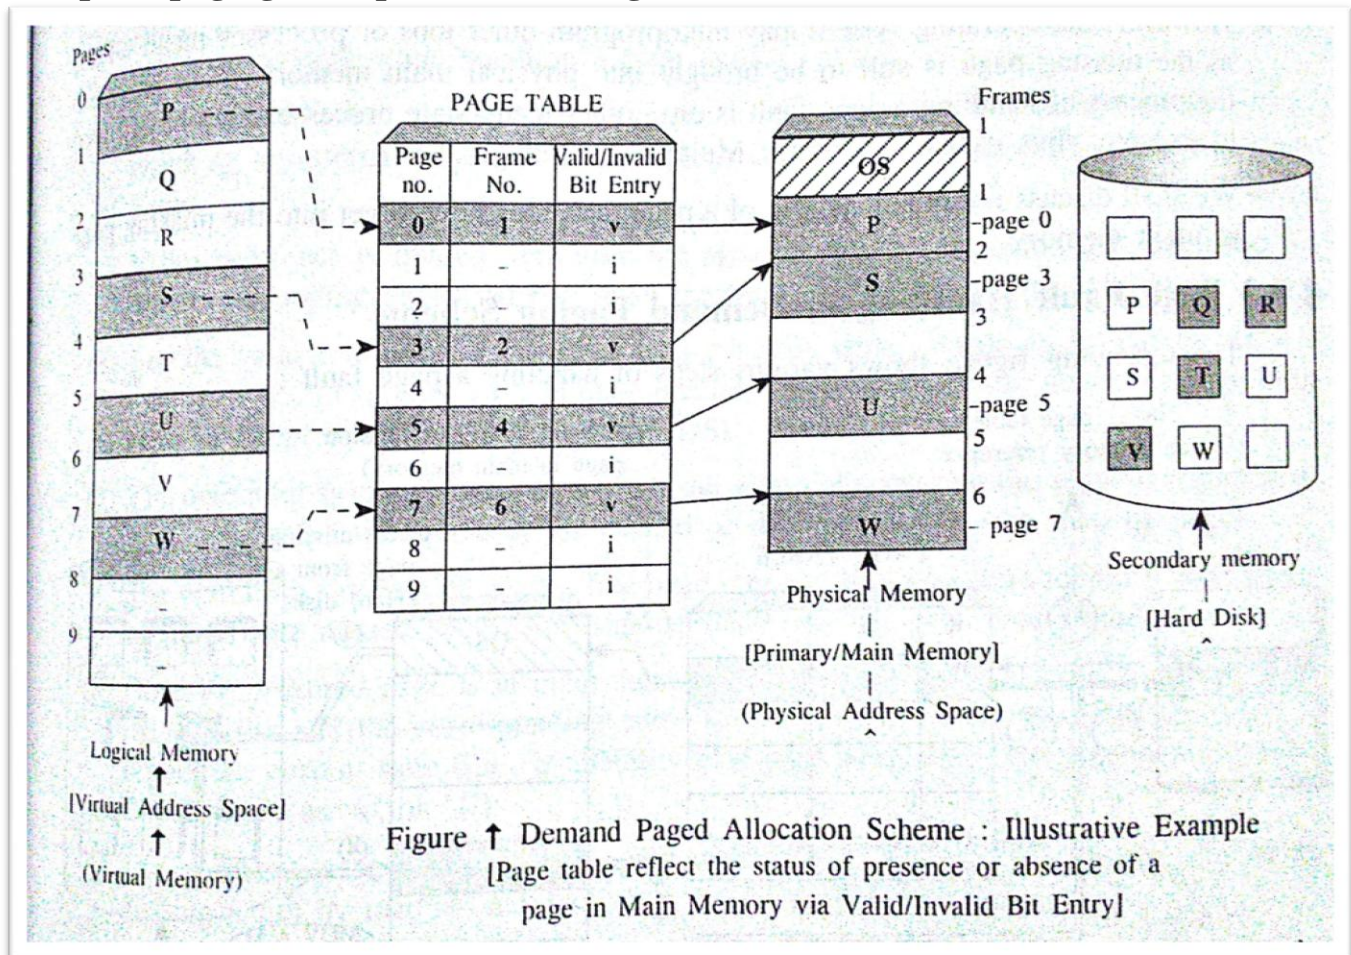 Pages
0
P
1
Q
2
R
3
S
4
T
5
U
6
V
7
W
8
-
9
-
Logical Memory
[Virtual Address Space]
(Virtual Memory)
PAGE TABLE
Page no. Frame No. Valid/Invalid Bit Entry
0 1 v
1 - i
2 - i
3 2 v
4 - i
5 4 v
6 - i
7 6 v
8 - i
9 - i
Frames
1
OS
1
P -page 0
2
S -page 3
3
4
U -page 5
5
6
W page 7
Physical Memory
[Primary/Main Memory]
(Physical Address Space)
P Q R
S T U
V W
Secondary memory
[Hard Disk]
Figure ↑ Demand Paged Allocation Scheme : Illustrative Example
[Page table reflect the status of presence or absence of a
page in Main Memory via Valid/Invalid Bit Entry]